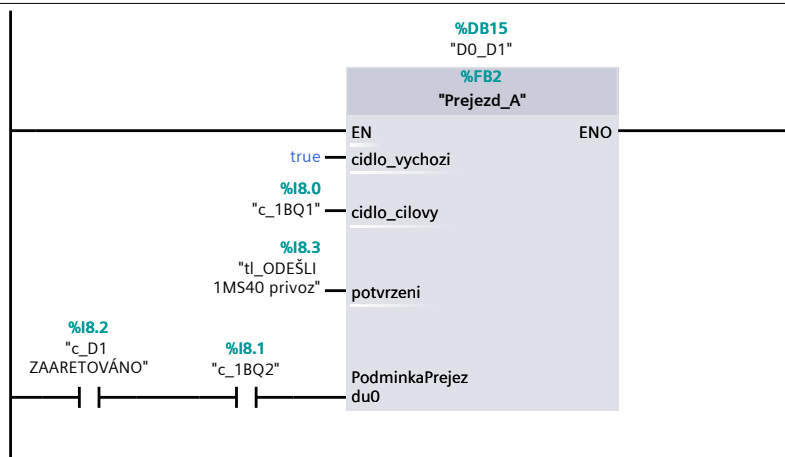 %DB15
"D0_D1"
%FB2
"Prejezd_A"
EN
ENO
true
cidlo_vychozi
%I8.0
"c_1BQ1"
cidlo_cilovy
%I8.3
"tl_ODEŠLI
1MS40 privoz"
potvrzeni
%I8.2
"c_D1
ZAARETOVÁNO"
%I8.1
"c_1BQ2"
PodminkaPrejez
du0